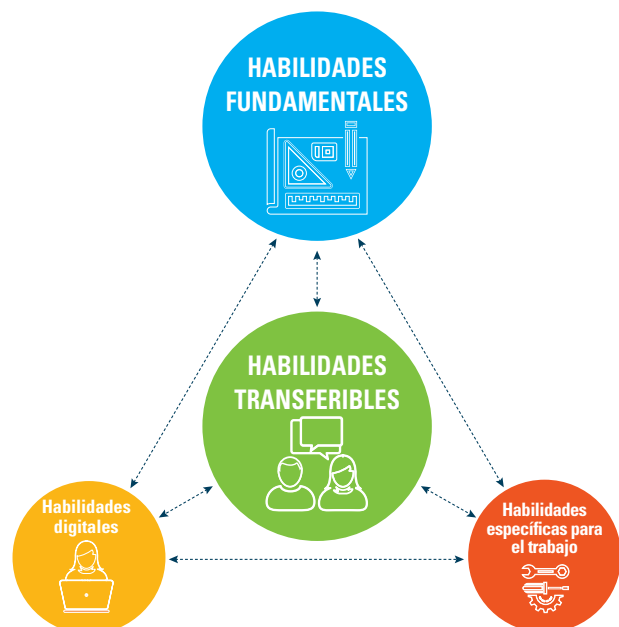 HABILIDADES
FUNDAMENTALES
HABILIDADES
TRANSFERIBLES
Habilidades
digitales
Habilidades
específicas para
el trabajo